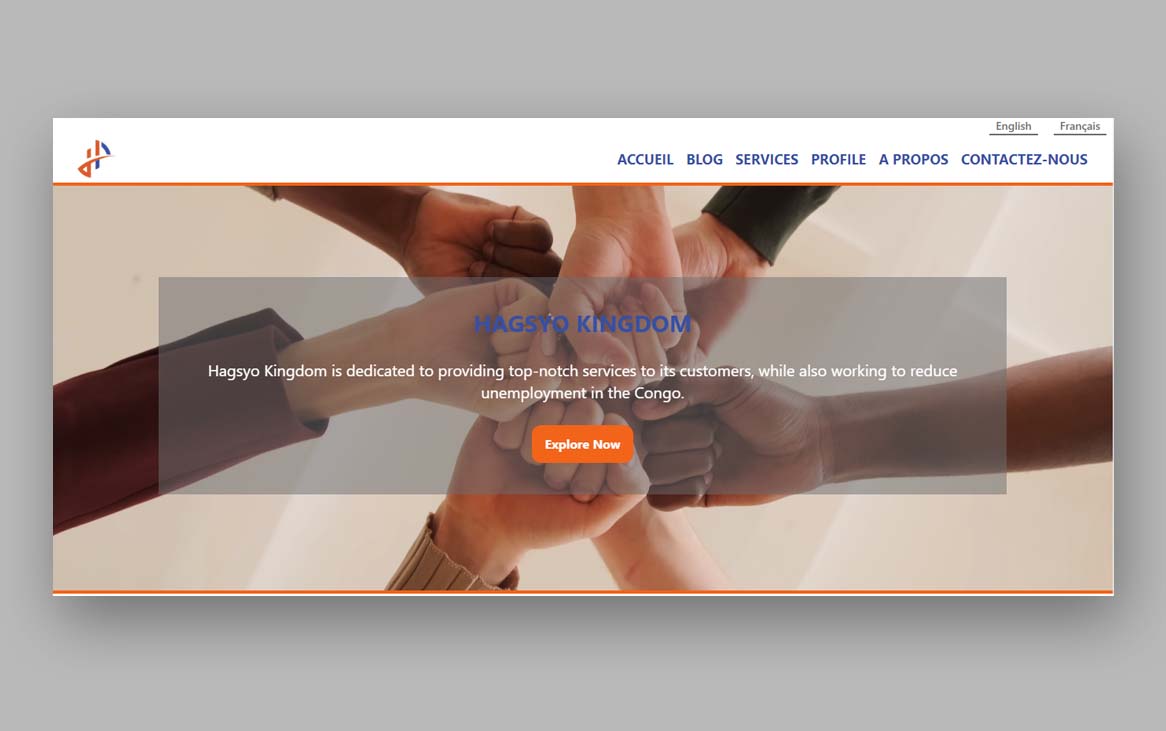 English Français
ACCUEIL BLOG SERVICES PROFILE A PROPOS CONTACTEZ-NOUS
HAGSYO KINGDOM
Hagsyo Kingdom is dedicated to providing top-notch services to its customers, while also working to reduce
unemployment in the Congo.
Explore Now